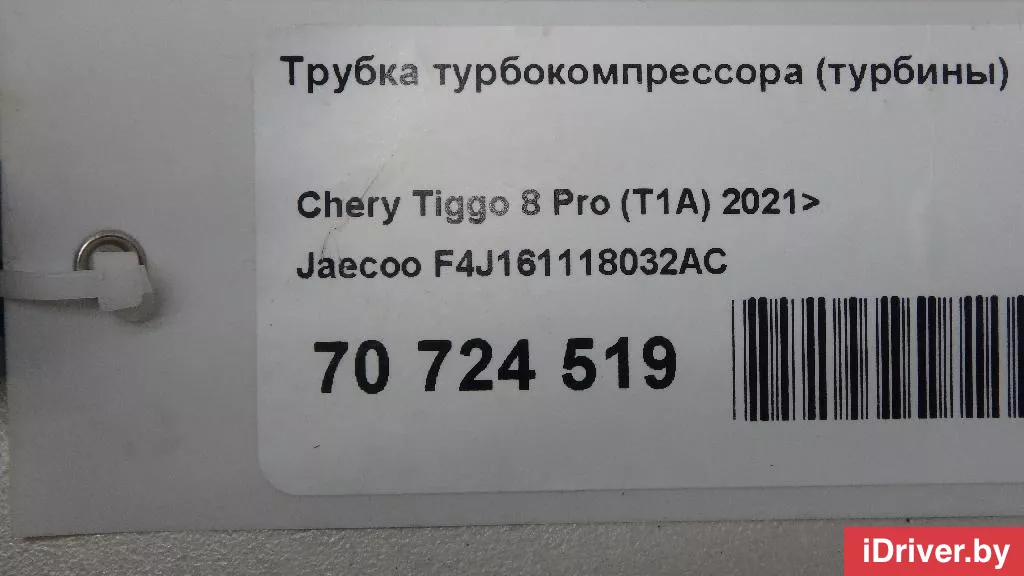 Трубка турбокомпрессора (турбины)
Chery Tiggo 8 Pro (T1A) 2021>
Jaecoo F4J161118032AC
70 724 519
iDriver.by